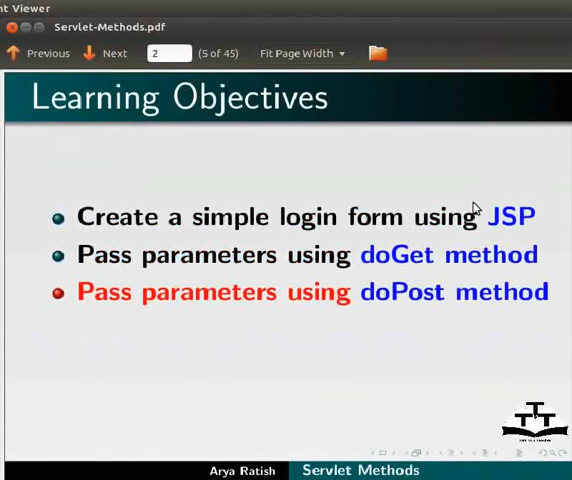 nt Viewer
Servlet-Methods.pdf
Previous Next 2 (5 of 45) Fit Page Width
Learning Objectives
Create a simple login form using JSP
Pass parameters using doGet method
Pass parameters using doPost method
TTT
Arya Ratish Servlet Methods